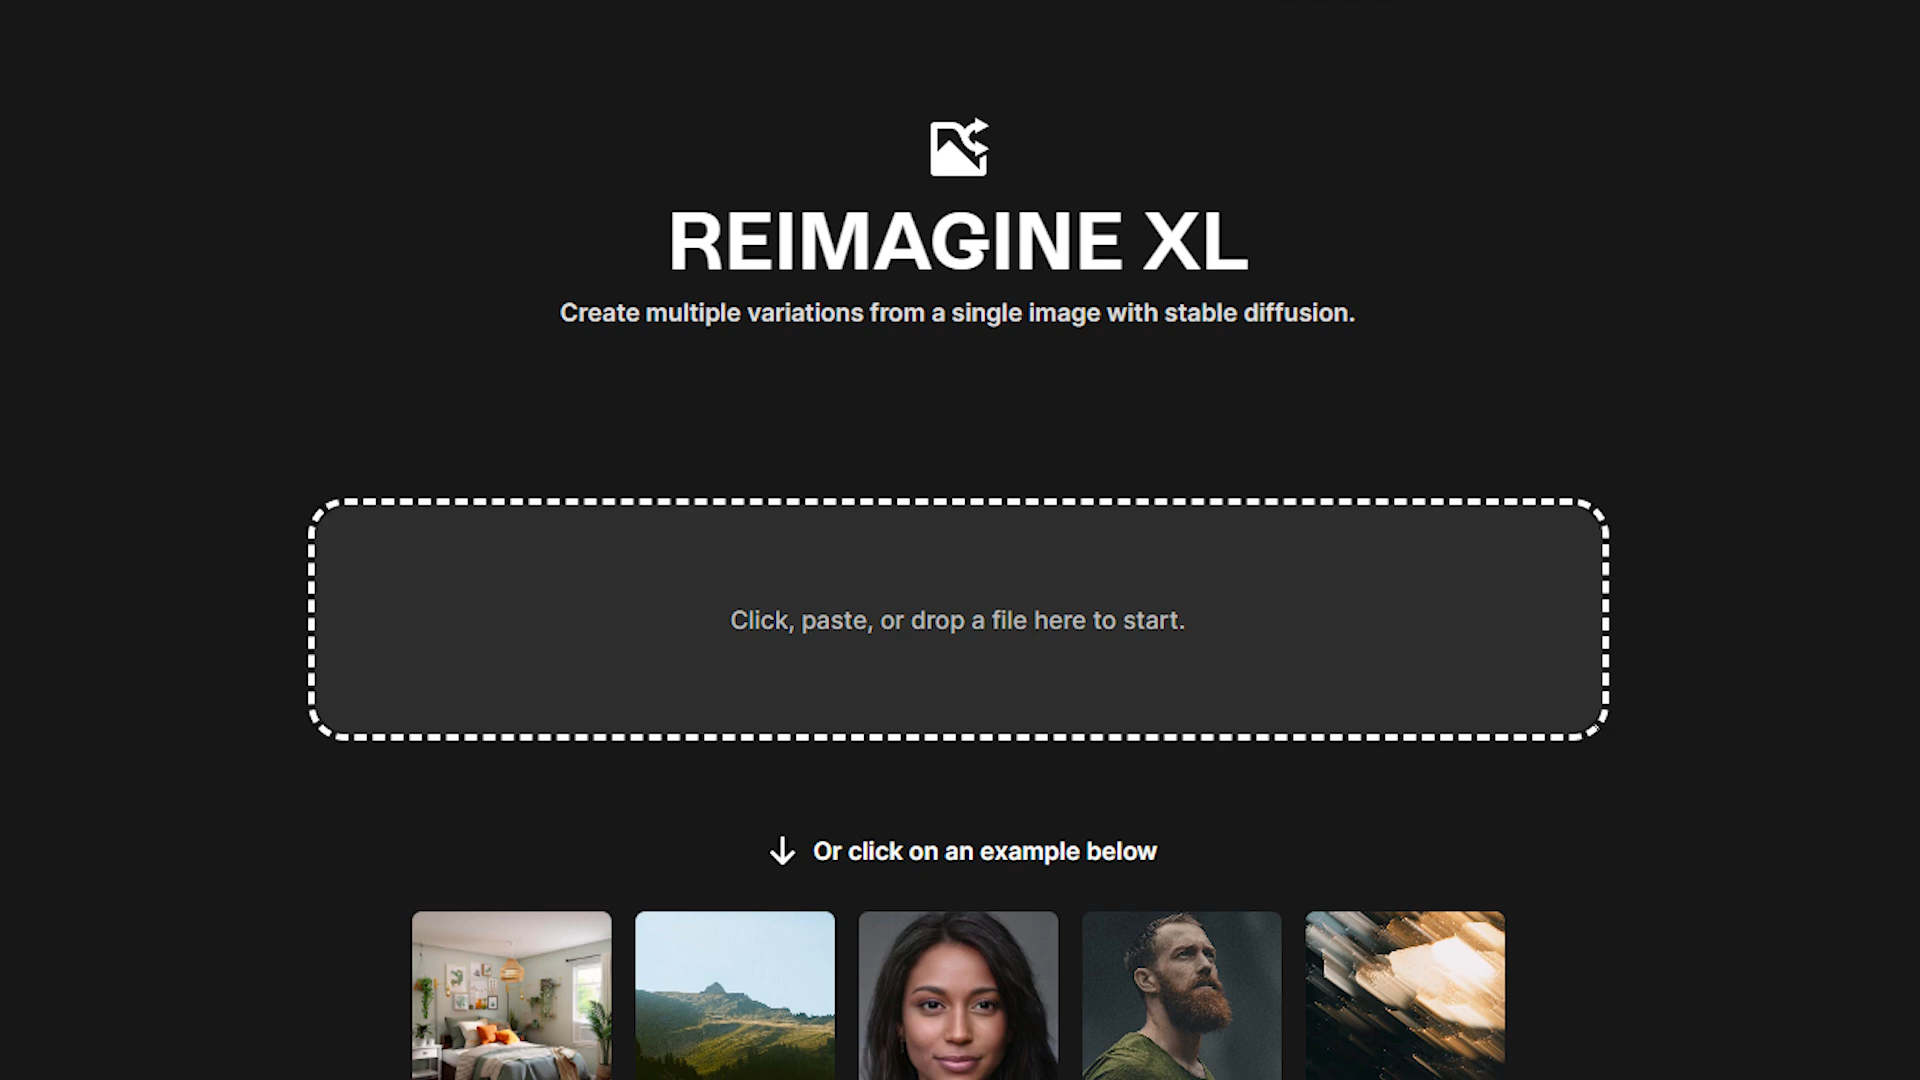 REIMAGINE XL
Create multiple variations from a single image with stable diffusion.
Click, paste, or drop a file here to start.
Or click on an example below